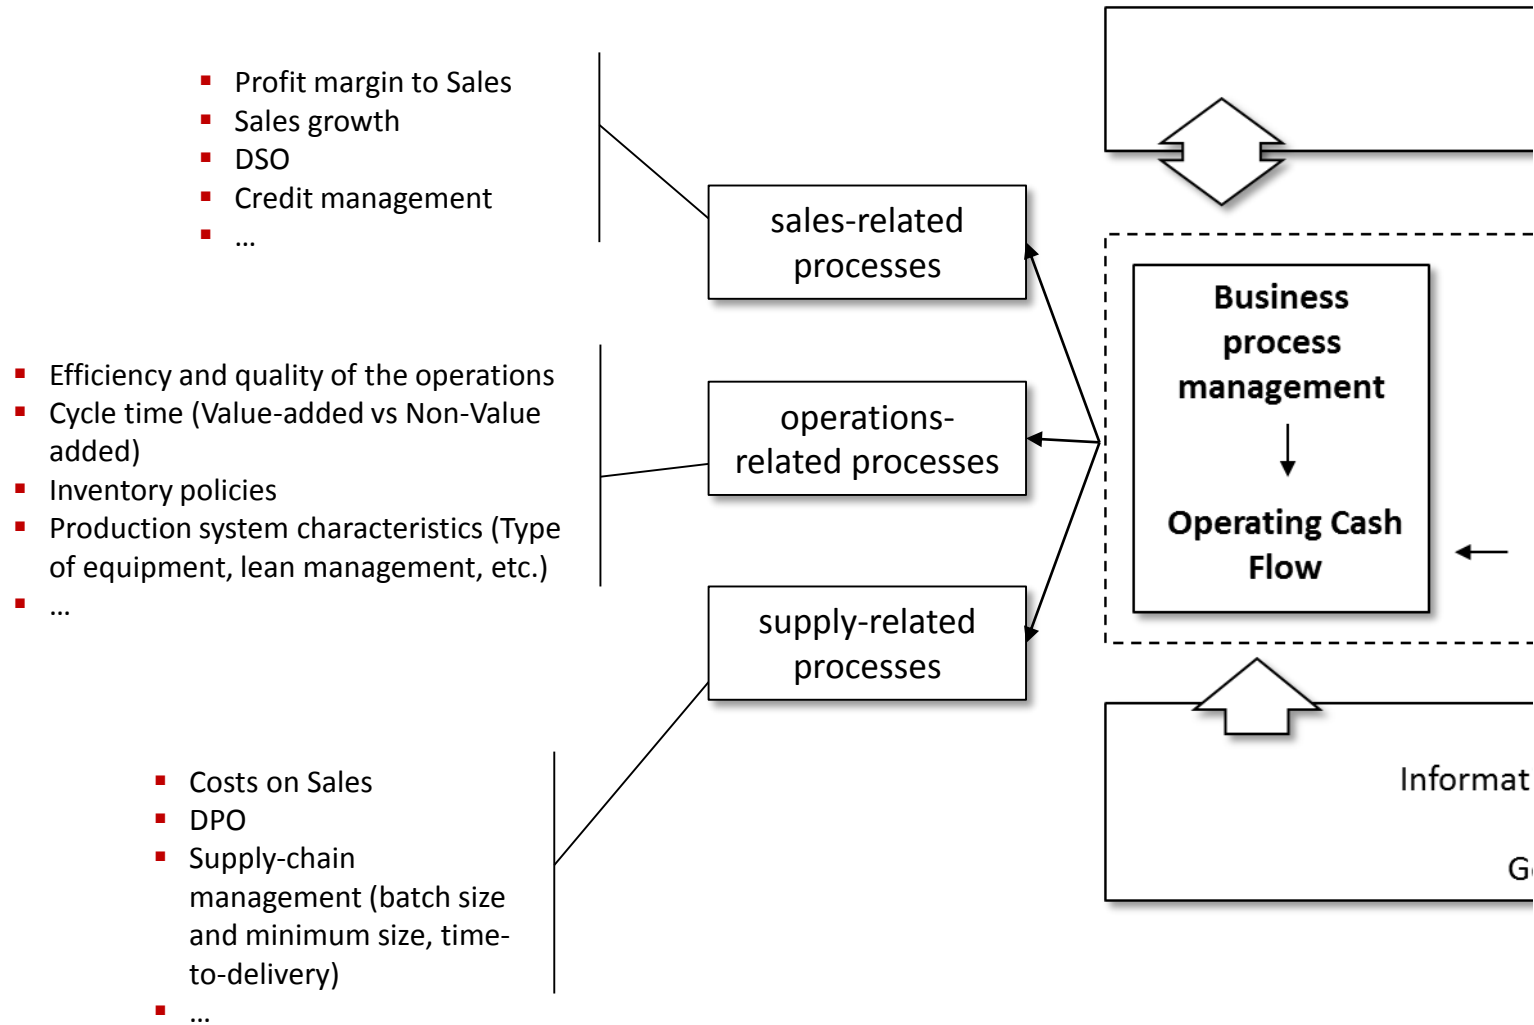 Profit margin to Sales
Sales growth
DSO
Credit management
...
sales-related
processes
Efficiency and quality of the operations
Cycle time (Value-added vs Non-Value
added)
Inventory policies
Production system characteristics (Type
of equipment, lean management, etc.)
...
operations-
related processes
Costs on Sales
DPO
Supply-chain
management (batch size
and minimum size, time-
to-delivery)
...
supply-related
processes
Business
process
management
Operating Cash
Flow